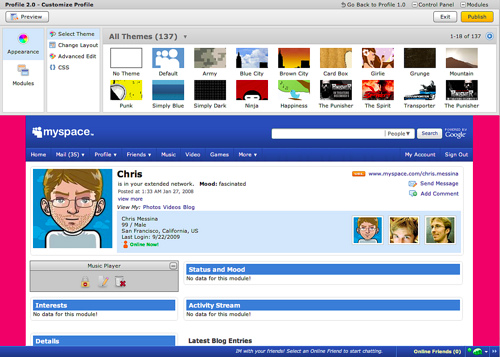 Profile 2.0 - Customize Profile
Go Back to Profile 1.0
Control Panel
Modules
Preview
Exit
Publish
Appearance
Modules
Select Theme
Change Layout
Advanced Edit
CSS
All Themes (137)
1-18 of 137
No Theme
Default
Army
Blue City
Brown City
Card Box
Girlie
Grunge
Mountain
Punk
Simply Blue
Simply Dark
Ninja
Happiness
The Punisher
The Spirit
Transporter
The Punisher
myspace
People
Search
POWERED BY
Google
Home
Mail (35)
Profile
Friends
Music
Video
Games
More
My Account
Sign Out
Chris
is in your extended network.
Mood: fascinated
Posted at 1:33 AM Jan 27, 2008
view more
View My: Photos Videos Blog
www.myspace.com/chris.messina
Send Message
Add Comment
Chris Messina
99 / Male
San Francisco, California, US
Last Login: 9/22/2009
Online Now!
Music Player
Status and Mood
No data for this module!
Interests
No data for this module!
Activity Stream
No data for this module!
Details
Latest Blog Entries
IM with your friends! Select an Online Friend to start chatting.
Online Friends (0)